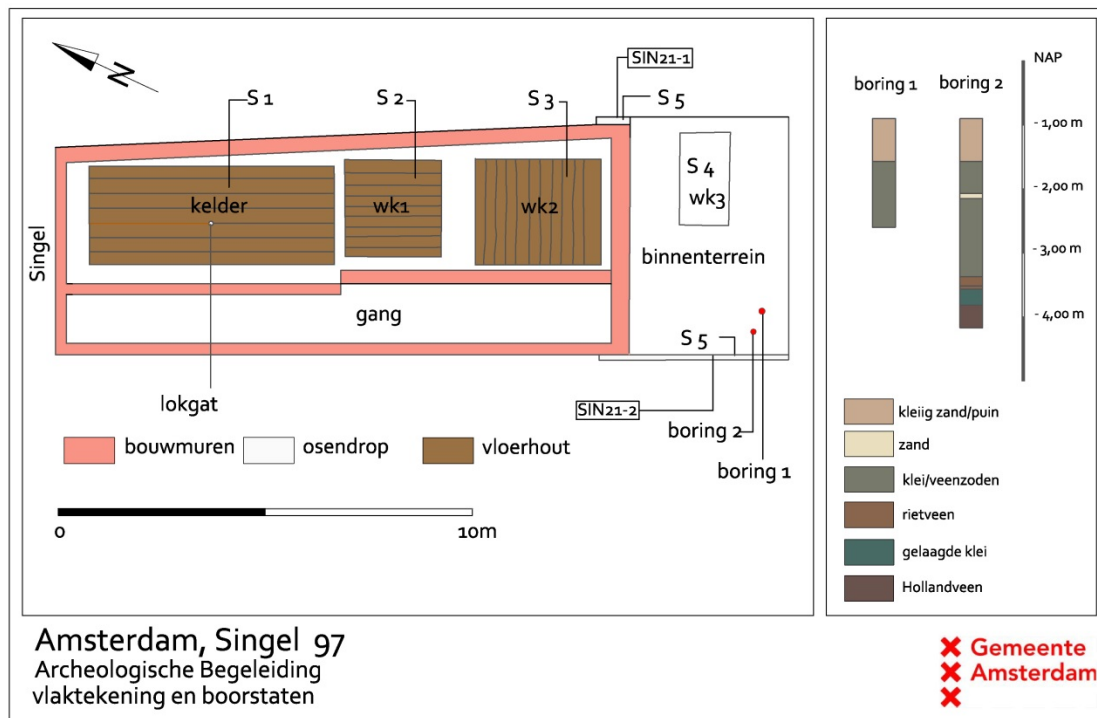 N
SIN21-1
S 1
S 2
S 3
S 5
kelder
wk1
wk2
S 4
wk3
Singel
binnenterrein
gang
S 5
lokgat
SIN21-2
boring 2
boring 1
bouwmuren
osendrop
vloerhout
0
10m
NAP
boring 1
boring 2
- 1,00 m
- 2,00 m
- 3,00 m
- 4,00 m
kleiig zand/puin
zand
klei/veenzoden
rietveen
gelaagde klei
Hollandveen
Amsterdam, Singel 97
Archeologische Begeleiding
vlaktekening en boorstaten
Gemeente
Amsterdam